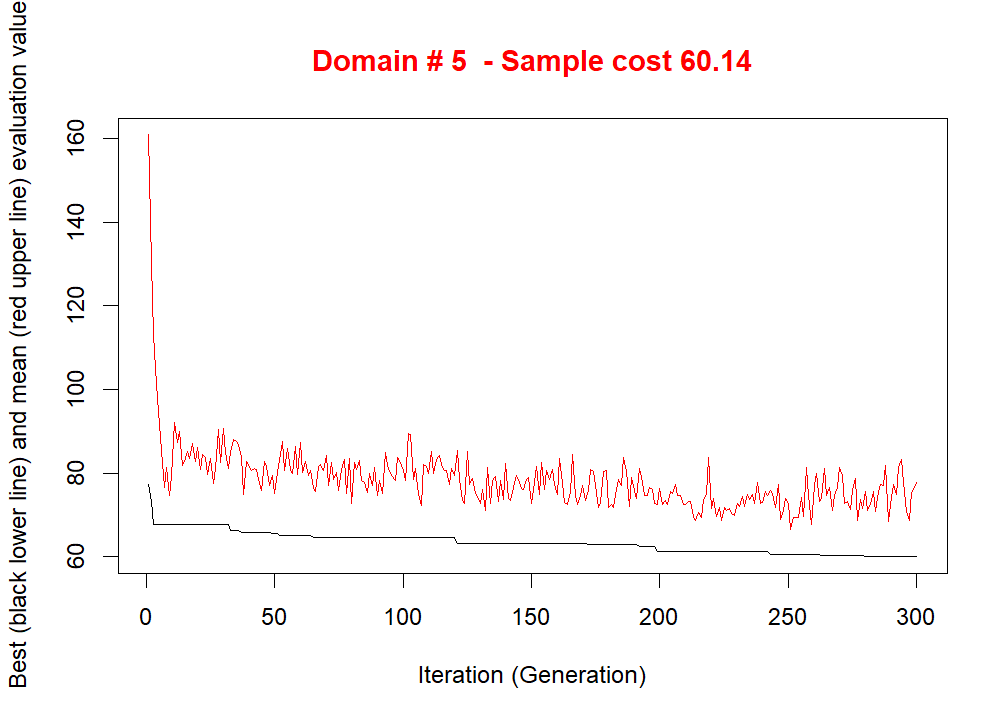 Domain # 5  - Sample cost 60.14
Best (black lower line) and mean (red upper line) evaluation value
160
140
120
100
80
60
0 50 100 150 200 250 300
Iteration (Generation)